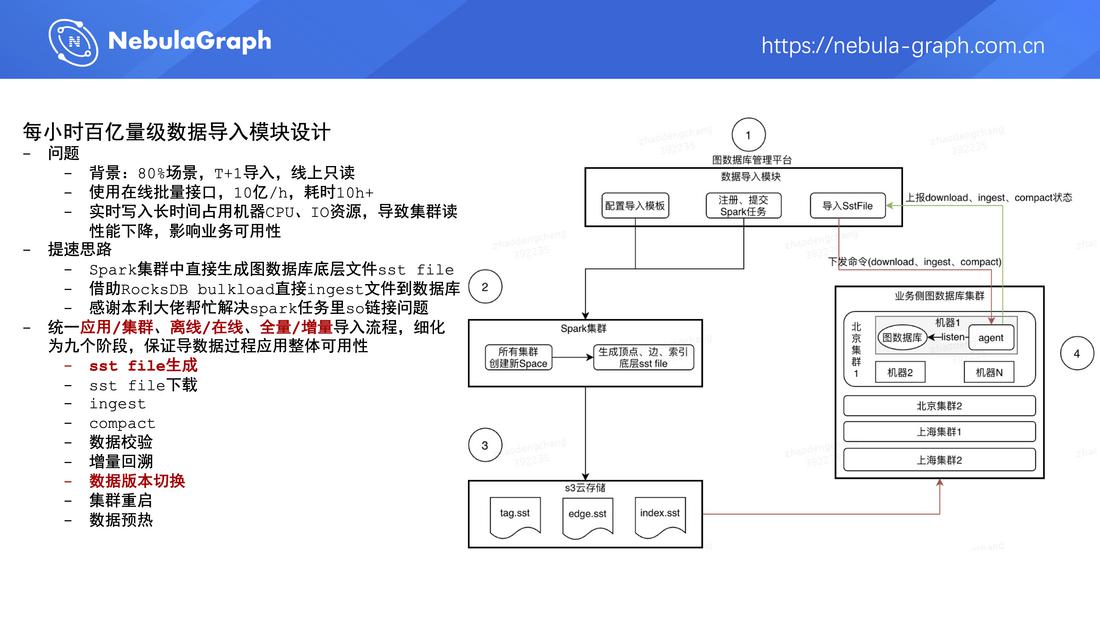 NebulaGraph
https://nebula-graph.com.cn
每小时百亿量级数据导入模块设计
- 问题
- 背景：80%场景，T+1导入，线上只读
- 使用在线批量接口，10亿/h，耗时10h+
- 实时写入长时间占用机器CPU、IO资源，导致集群读
性能下降，影响业务可用性
- 提速思路
- Spark集群中直接生成图数据库底层文件sst file
- 借助RocksDB bulkload直接ingest文件到数据库
- 感谢本利大佬帮忙解决spark任务里so链接问题
- 统一应用/集群、离线/在线、全量/增量导入流程，细化
为九个阶段，保证导数据过程应用整体可用性
- sst file生成
- sst file下载
- ingest
- compact
- 数据校验
- 增量回溯
- 数据版本切换
- 集群重启
- 数据预热
1
图数据库管理平台
数据导入模块
配置导入模板
注册、提交
Spark任务
导入SstFile
上报download、ingest、compact状态
下发命令(download、ingest、compact)
2
Spark集群
所有集群
创建新Space
生成顶点、边、索引
底层sst file
3
s3云存储
tag.sst
edge.sst
index.sst
4
业务侧图数据库集群
北京集群1
机器1
图数据库
listen
agent
机器2
机器N
北京集群2
上海集群1
上海集群2
zhaodengchang
392235
zhaodengchang
392235
zhaodengchang
392235
zhaodengchang
392235